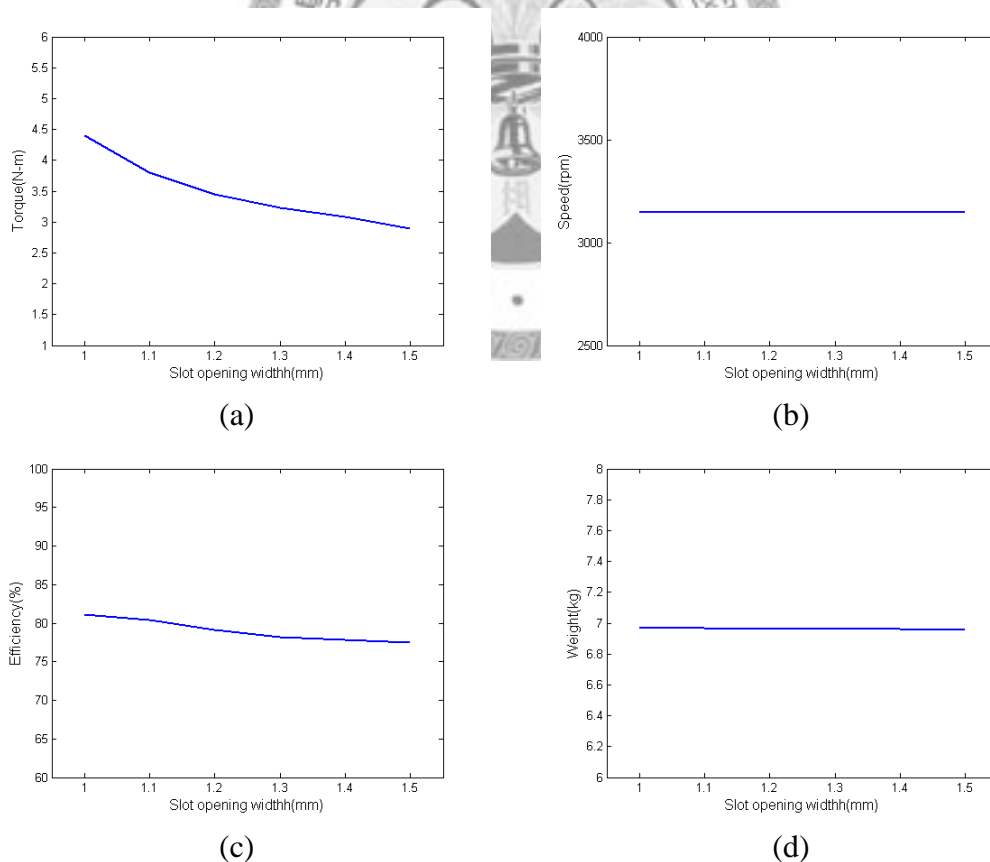 6
5.5
5
4.5
4
3.5
3
2.5
2
1.5
1
Torque(N-m)
1 1.1 1.2 1.3 1.4 1.5
Slot opening widthh(mm)
(a)
4000
3500
3000
2500
Speed(rpm)
1 1.1 1.2 1.3 1.4 1.5
Slot opening widthh(mm)
(b)
100
95
90
85
80
75
70
65
60
Efficiency(%)
1 1.1 1.2 1.3 1.4 1.5
Slot opening widthh(mm)
(c)
8
7.8
7.6
7.4
7.2
7
6.8
6.6
6.4
6.2
6
Weight(kg)
1 1.1 1.2 1.3 1.4 1.5
Slot opening widthh(mm)
(d)